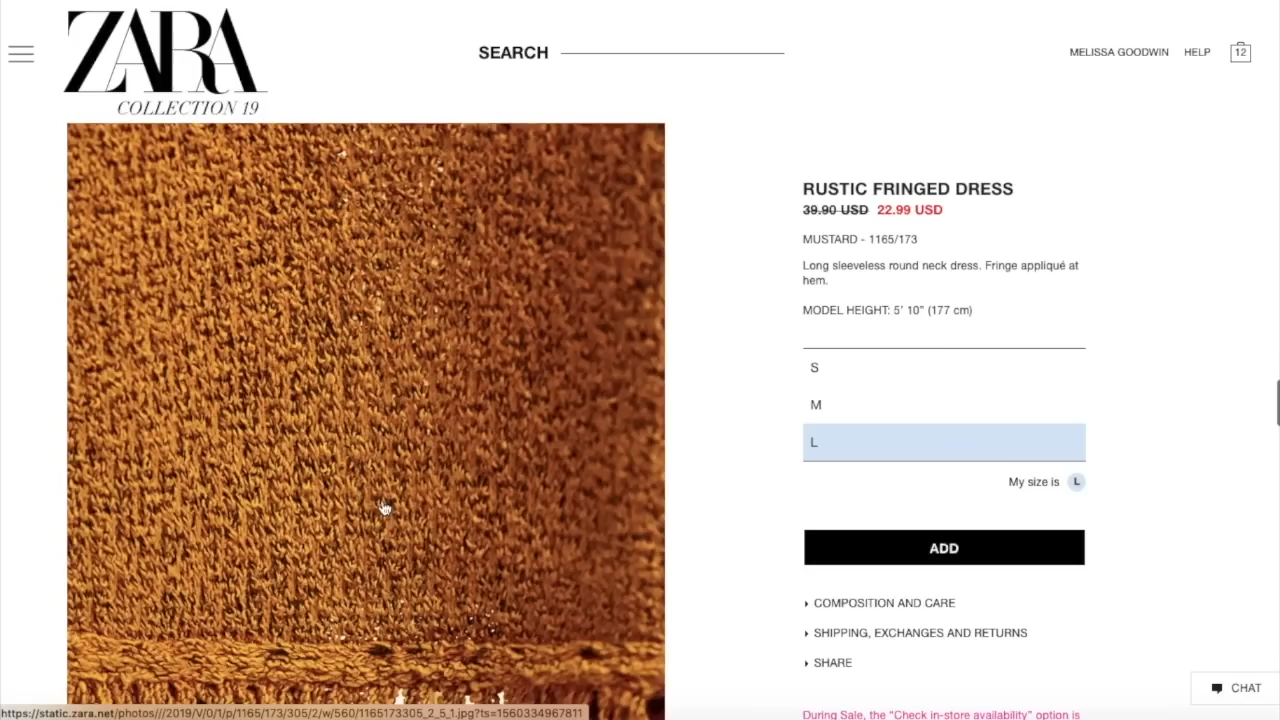 ZARA
COLLECTION 19
SEARCH
MELISSA GOODWIN
HELP
12
RUSTIC FRINGED DRESS
39.90 USD 22.99 USD
MUSTARD - 1165/173
Long sleeveless round neck dress. Fringe appliqué at
hem.
MODEL HEIGHT: 5' 10" (177 cm)
S
M
L
My size is L
ADD
COMPOSITION AND CARE
SHIPPING, EXCHANGES AND RETURNS
SHARE
CHAT
During Sale, the "Check in-store availability" option is
https://static.zara.net/photos///2019/V/0/1/p/1165/173/305/2/w/560/1165173305_2_5_1.jpg?ts=1560334967811